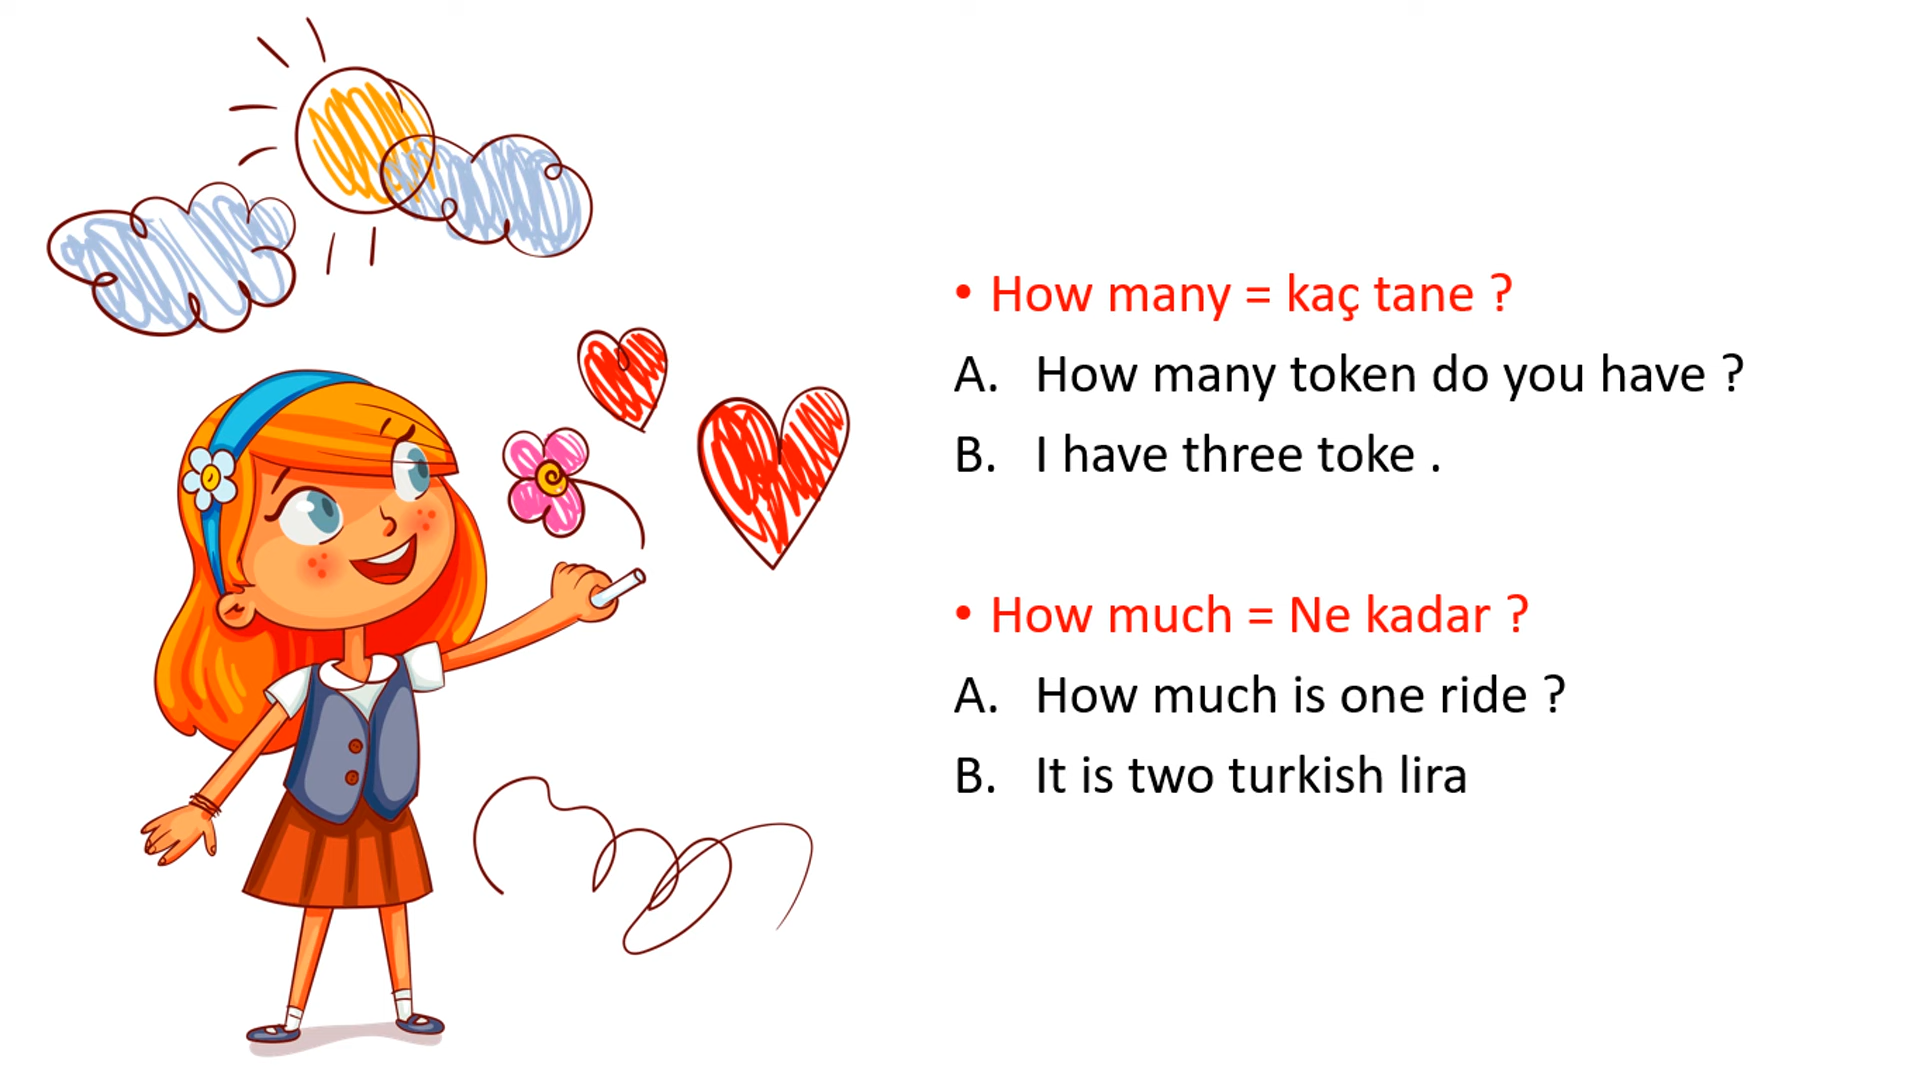 • How many = kaç tane ?
A. How many token do you have ?
B. I have three toke .
• How much = Ne kadar ?
A. How much is one ride ?
B. It is two turkish lira